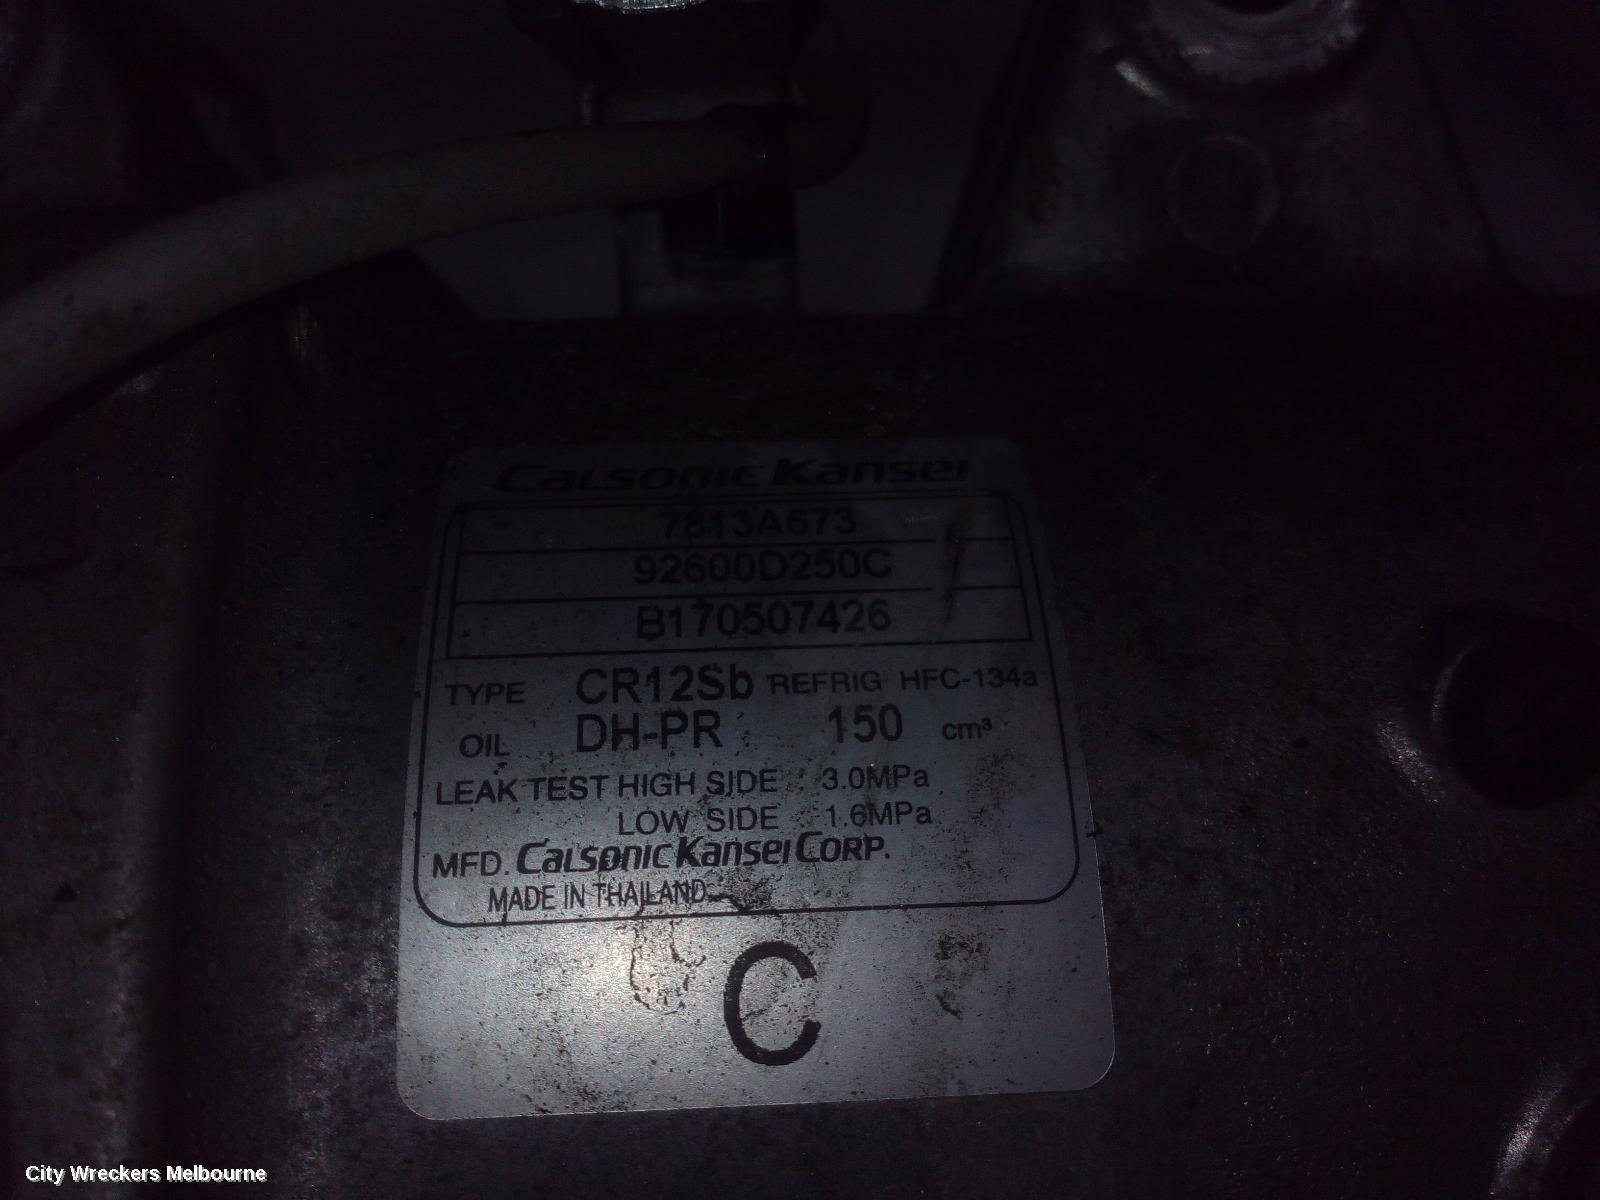 Calsonic Kansei
7813A673
92600D250C
B170507426
TYPE CR12Sb REFRIG HFC-134a
OIL DH-PR 150 cm³
LEAK TEST HIGH SIDE 3.0MPa
LOW SIDE 1.6MPa
MFD. Calsonic Kansei Corp.
MADE IN THAILAND
C
City Wreckers Melbourne